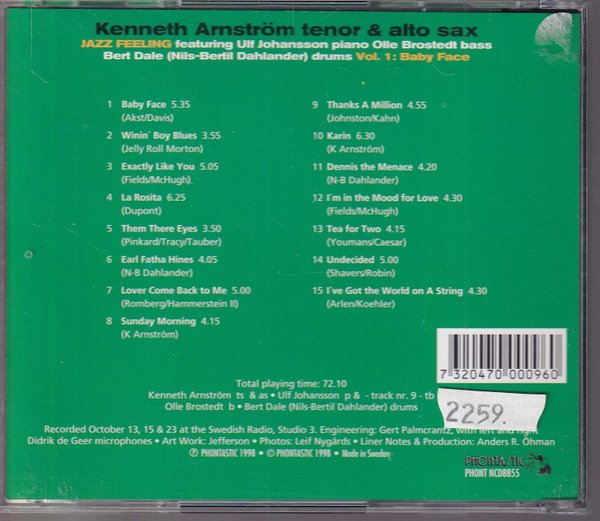 Kenneth Arnström tenor & alto sax
JAZZ FEELING featuring Ulf Johansson piano Olle Brostedt bass
Bert Dale (Nils-Bertil Dahlander) drums Vol. 1: Baby Face
1 Baby Face 5.35
(Akst/Davis)
2 Winin´ Boy Blues 3.55
(Jelly Roll Morton)
3 Exactly Like You 5.05
(Fields/McHugh)
4 La Rosita 6.25
(Dupont)
5 Them There Eyes 3.50
(Pinkard/Tracy/Tauber)
6 Earl Fatha Hines 4.05
(N-B Dahlander)
7 Lover Come Back to Me 5.00
(Romberg/Hammerstein II)
8 Sunday Morning 4.15
(K Arnström)
9 Thanks A Million 4.55
(Johnston/Kahn)
10 Karin 6.30
(K Arnström)
11 Dennis the Menace 4.20
(N-B Dahlander)
12 I´m in the Mood for Love 4.30
(Fields/McHugh)
13 Tea for Two 4.15
(Youmans/Caesar)
14 Undecided 5.00
(Shavers/Robin)
15 I´ve Got the World on A String 4.30
(Arlen/Koehler)
7 320470 000960
Total playing time: 72.10
Kenneth Arnström ts & as • Ulf Johansson p & - track nr. 9 - tb
Olle Brostedt b • Bert Dale (Nils-Bertil Dahlander) drums
2259
Recorded October 13, 15 & 23 at the Swedish Radio, Studio 3. Engineering: Gert Palmcrantz, with left and right
Didrik de Geer microphones • Art Work: Jefferson • Photos: Leif Nygårds • Liner Notes & Production: Anders R. Öhman
Ⓟ PHONTASTIC 1998 • © PHONTASTIC 1998 • Made in Sweden
PHONTASTIC
PHONT NCD8855